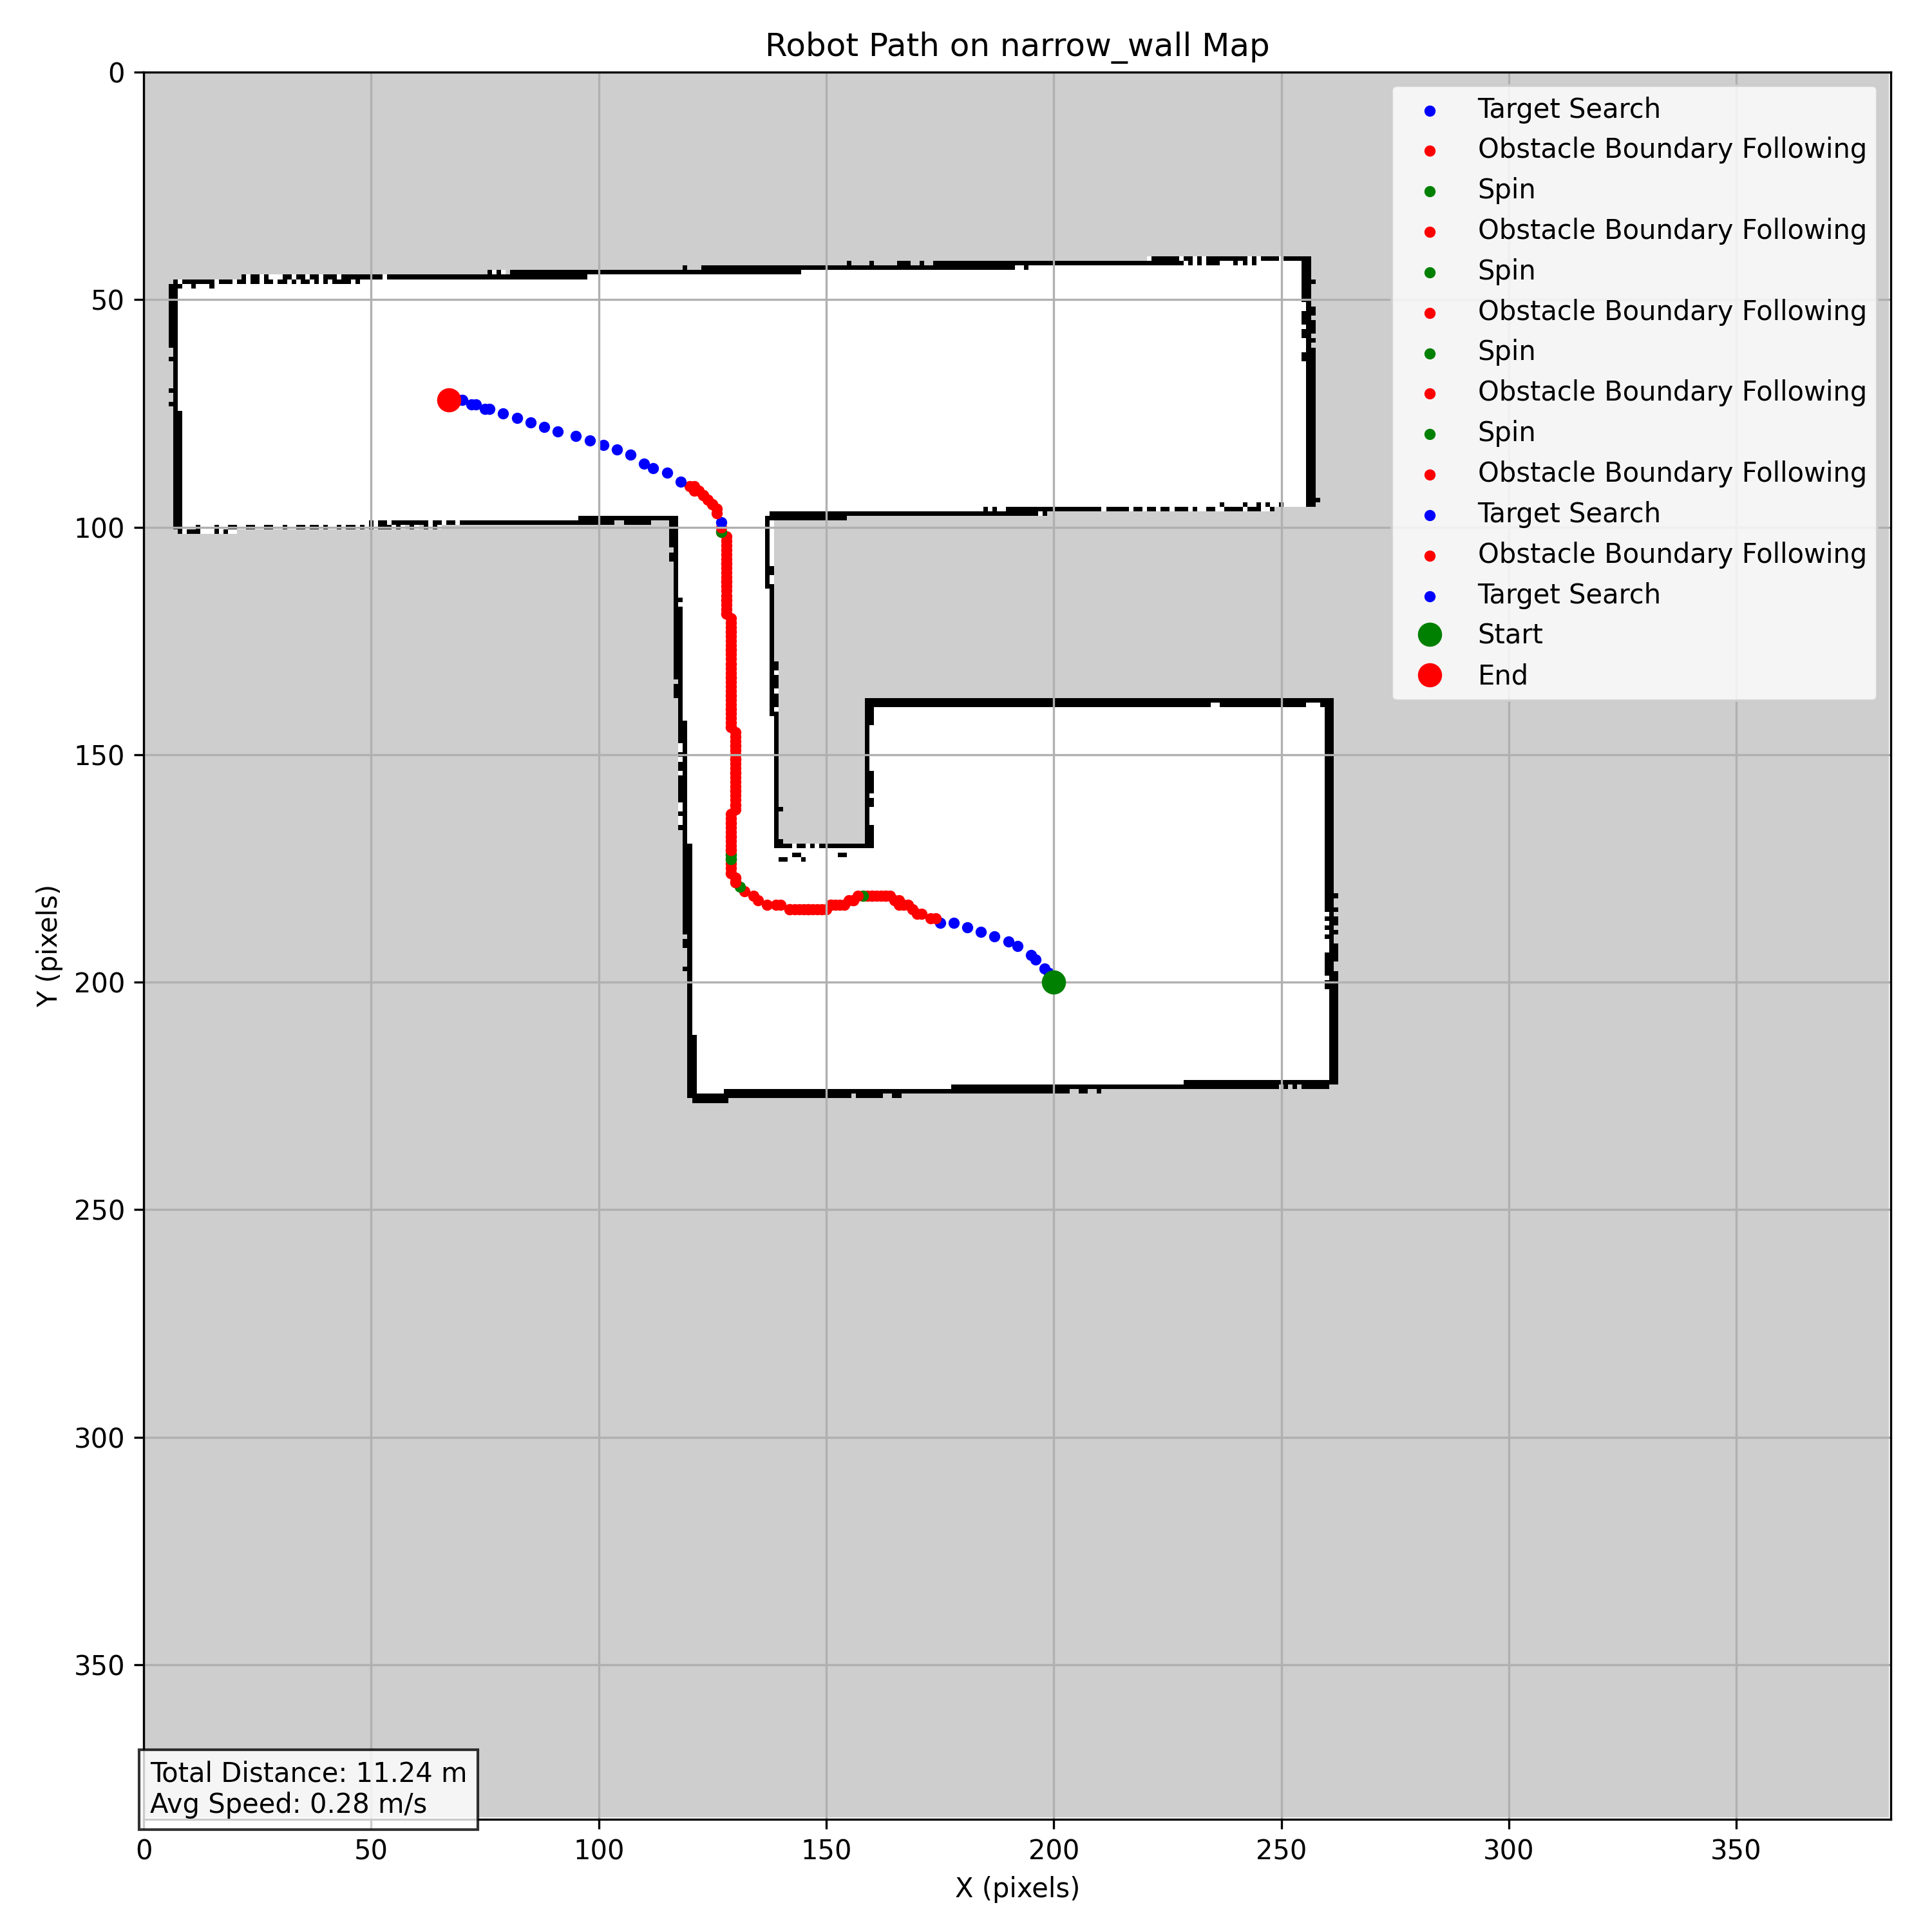 Robot Path on narrow_wall Map
0
50
100
150
200
250
300
350
Y (pixels)
Target Search
Obstacle Boundary Following
Spin
Obstacle Boundary Following
Spin
Obstacle Boundary Following
Spin
Obstacle Boundary Following
Spin
Obstacle Boundary Following
Target Search
Obstacle Boundary Following
Target Search
Start
End
Total Distance: 11.24 m
Avg Speed: 0.28 m/s
0 50 100 150 200 250 300 350
X (pixels)